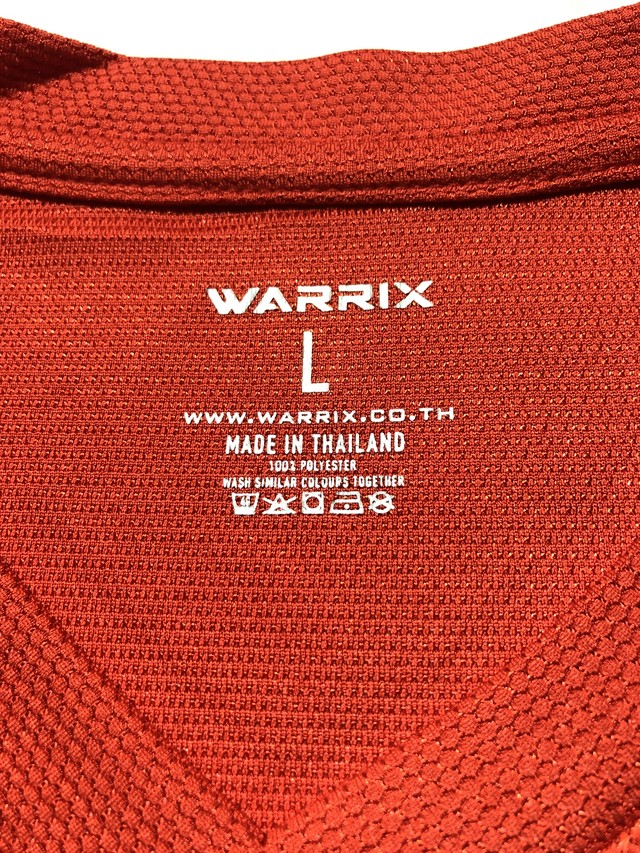 WARRIX
L
WWW.WARRIX.CO.TH
MADE IN THAILAND
100% POLYESTER
WASH SIMILAR COLOURS TOGETHER